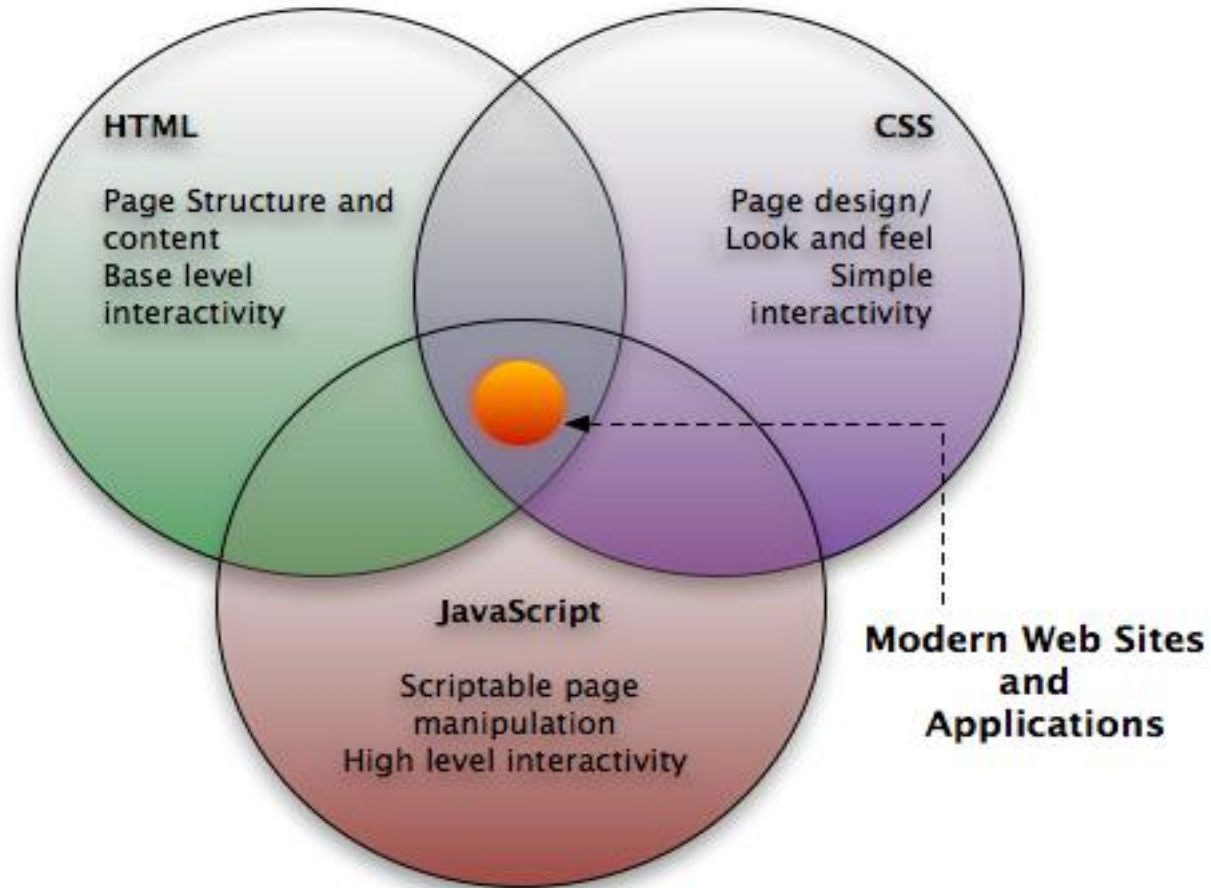 HTML
Page Structure and
content
Base level
interactivity
CSS
Page design/
Look and feel
Simple
interactivity
JavaScript
Scriptable page
manipulation
High level interactivity
Modern Web Sites
and
Applications